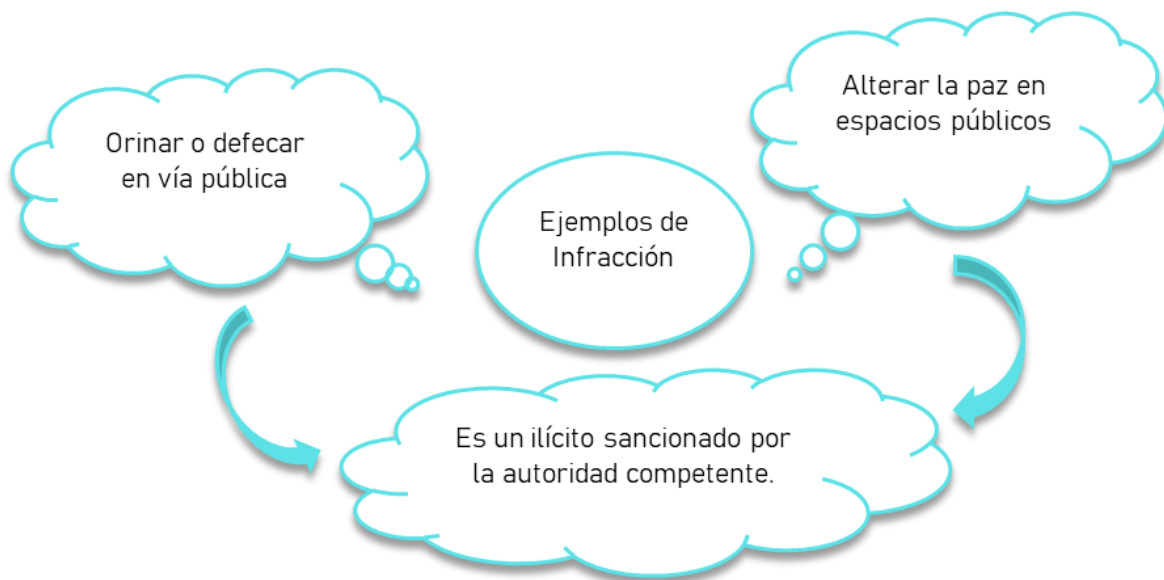 Orinar o defecar
en vía pública
Alterar la paz en
espacios públicos
Ejemplos de
Infracción
Es un ilícito sancionado por
la autoridad competente.